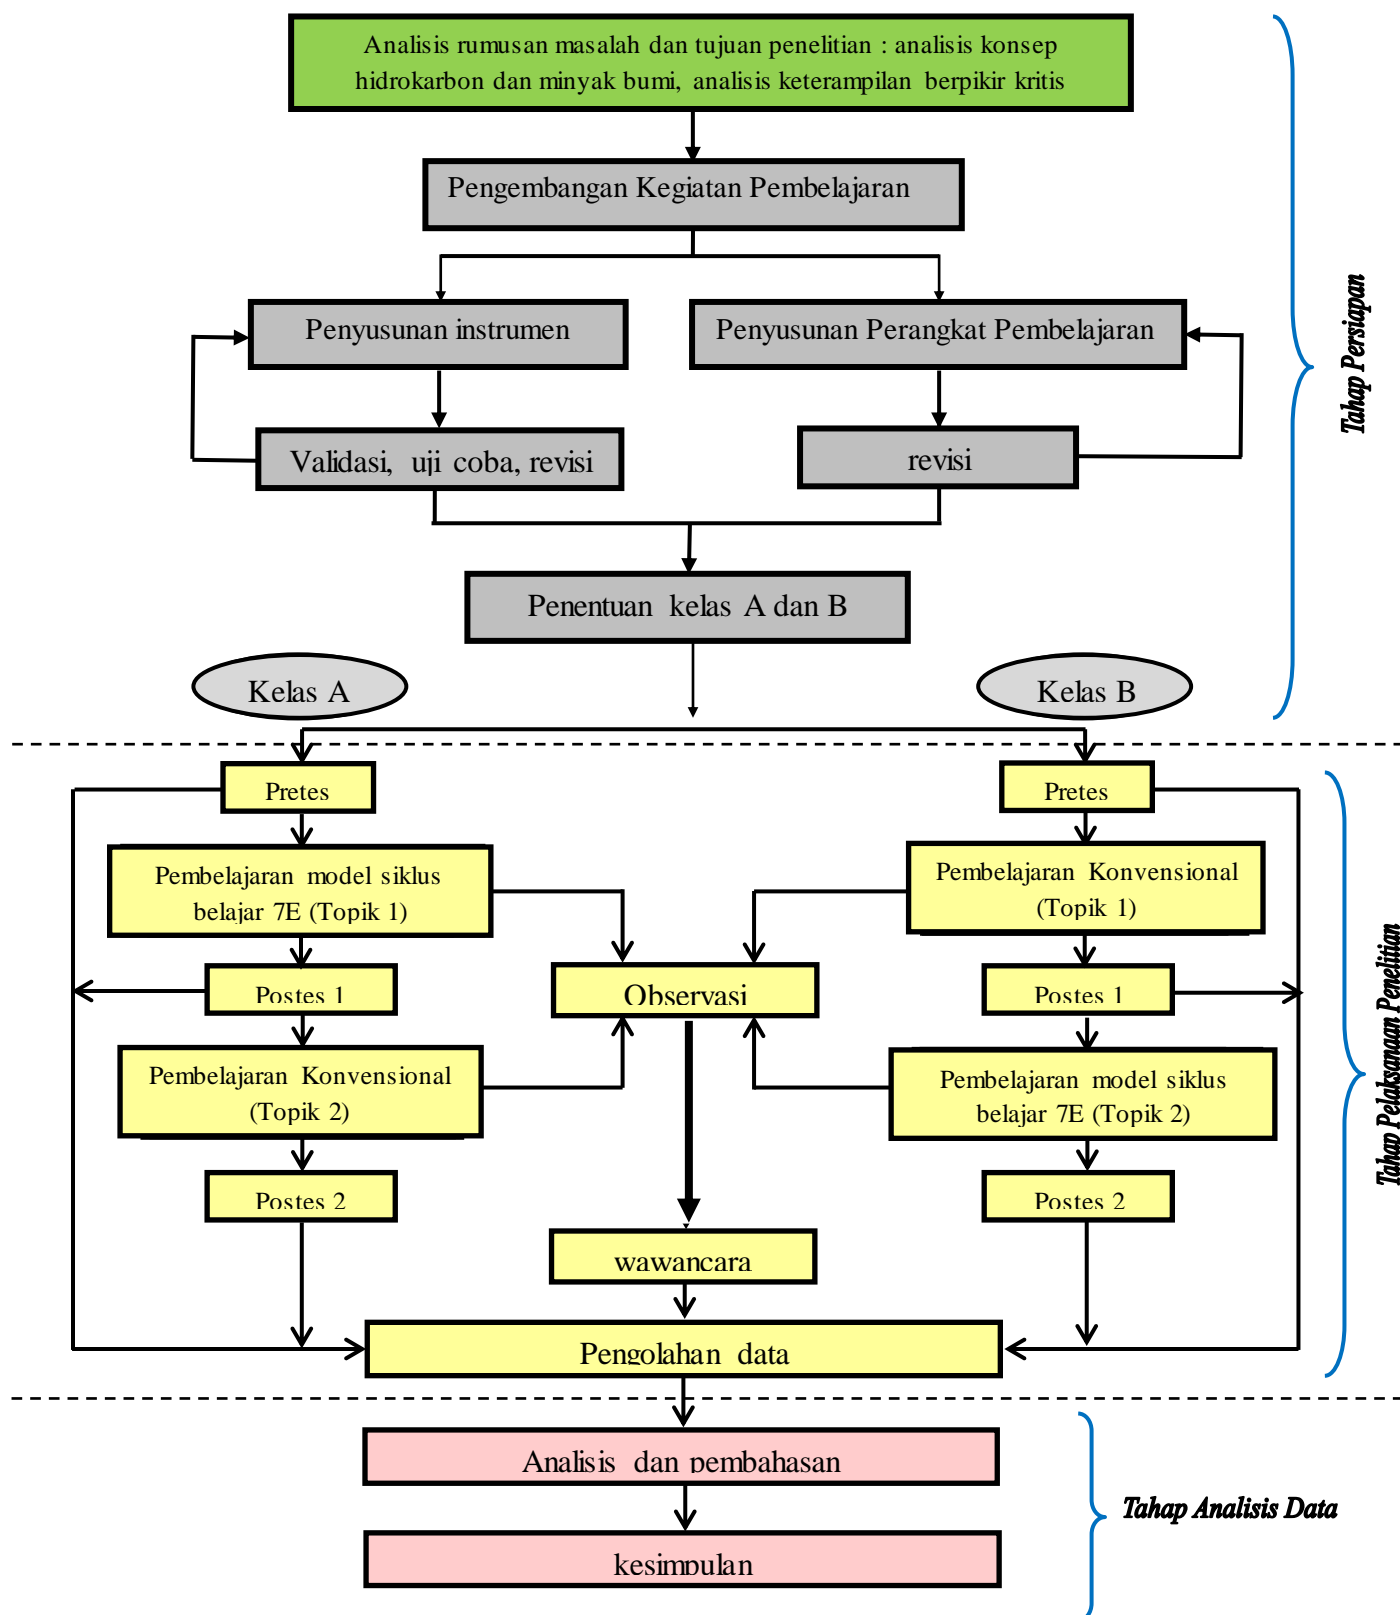 Analisis rumusan masalah dan tujuan penelitian : analisis konsep
hidrokarbon dan minyak bumi, analisis keterampilan berpikir kritis
Pengembangan Kegiatan Pembelajaran
Penyusunan instrumen
Penyusunan Perangkat Pembelajaran
Validasi, uji coba, revisi
revisi
Penentuan kelas A dan B
Tahap Persiapan
Kelas A
Kelas B
Pretes
Pretes
Pembelajaran model siklus
belajar 7E (Topik 1)
Pembelajaran Konvensional
(Topik 1)
Postes 1
Observasi
Postes 1
Pembelajaran Konvensional
(Topik 2)
Pembelajaran model siklus
belajar 7E (Topik 2)
Postes 2
Postes 2
wawancara
Pengolahan data
Tahap Pelaksanaan Penelitian
Analisis dan pembahasan
kesimpulan
Tahap Analisis Data